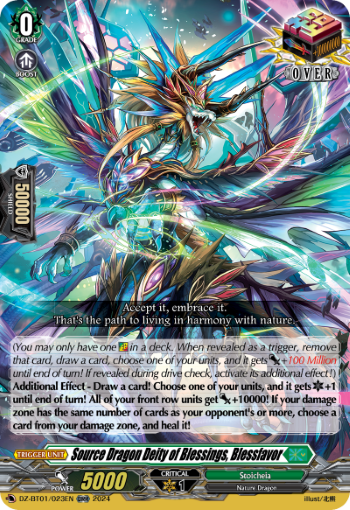 0
GRADE
BOOST
OVER
50000
SHIELD
Accept it, embrace it.
That's the path to living in harmony with nature.
(You may only have one in a deck. When revealed as a trigger, remove
that card, draw a card, choose one of your units, and it gets +100 Million
until end of turn! If revealed during drive check, activate its additional effect!)
Additional Effect - Draw a card! Choose one of your units, and it gets +1
until end of turn! All of your front row units get +10000! If your damage
zone has the same number of cards as your opponent's or more, choose a
card from your damage zone, and heal it!
TRIGGER UNIT
Source Dragon Deity of Blessings, Blessfavor
POWER 5000
CRITICAL
1
Stoicheia
Nature Dragon
DZ-BT01/023EN 2024
illust/北熊